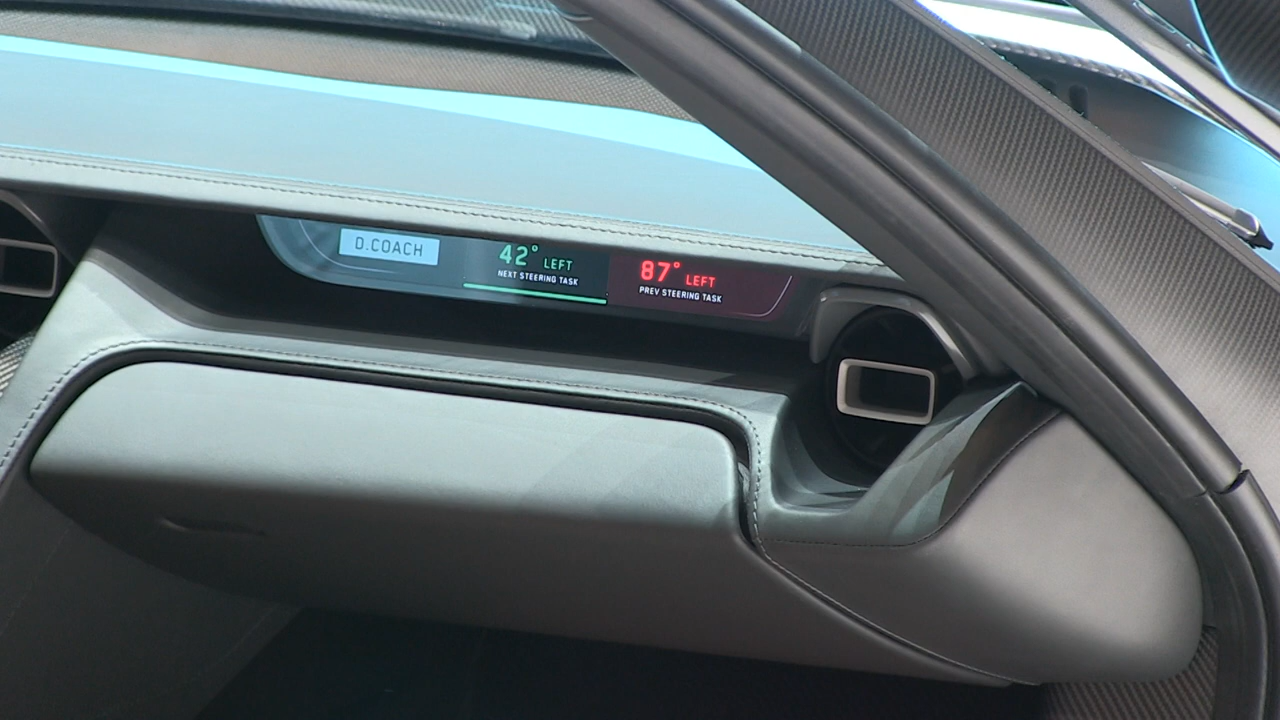 D.COACH
42° LEFT
NEXT STEERING TASK
87° LEFT
PREV STEERING TASK